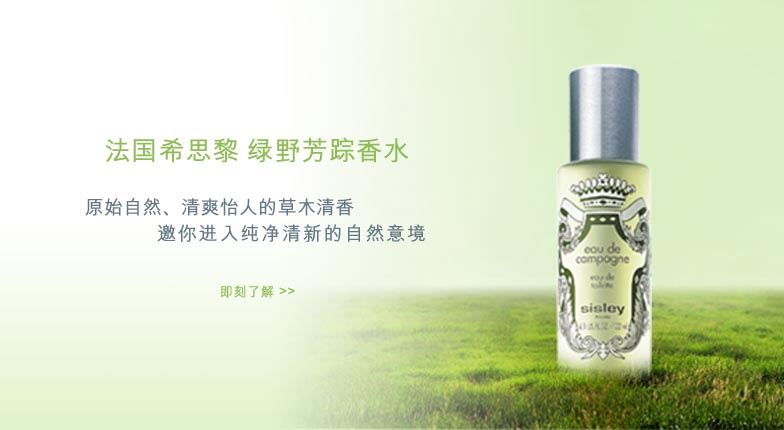 法国希思黎 绿野芳踪香水
原始自然、清爽怡人的草木清香
邀你进入纯净清新的自然意境
即刻了解 >>
eau de
campagne
eau de
toilette
sisley